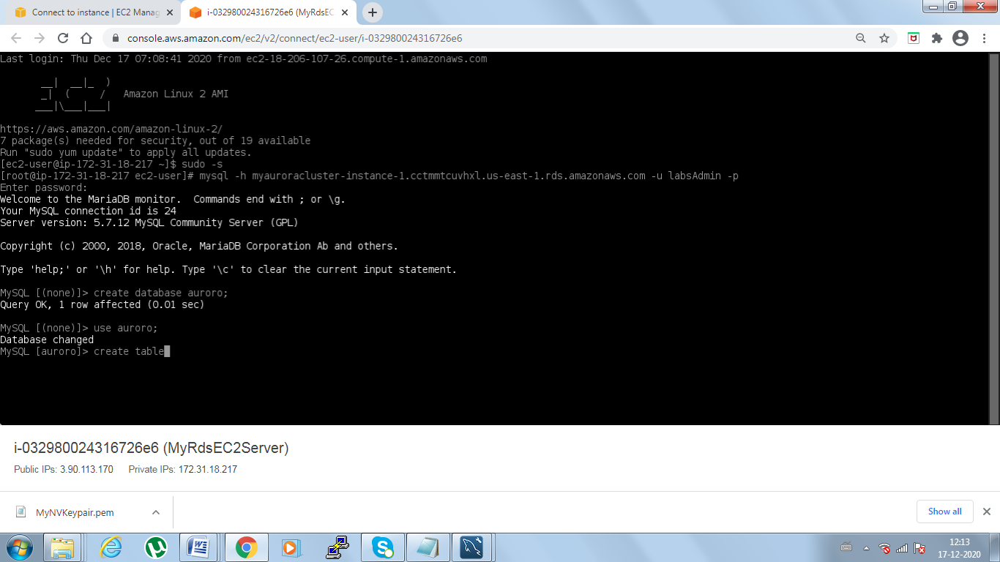 Connect to instance | EC2 Manag
i-032980024316726e6 (MyRdsEC
console.aws.amazon.com/ec2/v2/connect/ec2-user/i-032980024316726e6
Last login: Thu Dec 17 07:08:41 2020 from ec2-18-206-107-26.compute-1.amazonaws.com
__|  __|_  )
_|  (     /   Amazon Linux 2 AMI
___|\___|___|
https://aws.amazon.com/amazon-linux-2/
7 package(s) needed for security, out of 19 available
Run "sudo yum update" to apply all updates.
[ec2-user@ip-172-31-18-217 ~]$ sudo -s
[root@ip-172-31-18-217 ec2-user]# mysql -h myauroracluster-instance-1.cctmmtcuvhxl.us-east-1.rds.amazonaws.com -u labsAdmin -p
Enter password:
Welcome to the MariaDB monitor.  Commands end with ; or \g.
Your MySQL connection id is 24
Server version: 5.7.12 MySQL Community Server (GPL)
Copyright (c) 2000, 2018, Oracle, MariaDB Corporation Ab and others.
Type 'help;' or '\h' for help. Type '\c' to clear the current input statement.
MySQL [(none)]> create database auroro;
Query OK, 1 row affected (0.01 sec)
MySQL [(none)]> use auroro;
Database changed
MySQL [auroro]> create table
i-032980024316726e6 (MyRdsEC2Server)
Public IPs: 3.90.113.170 Private IPs: 172.31.18.217
MyNVKeypair.pem
Show all
12:13
17-12-2020